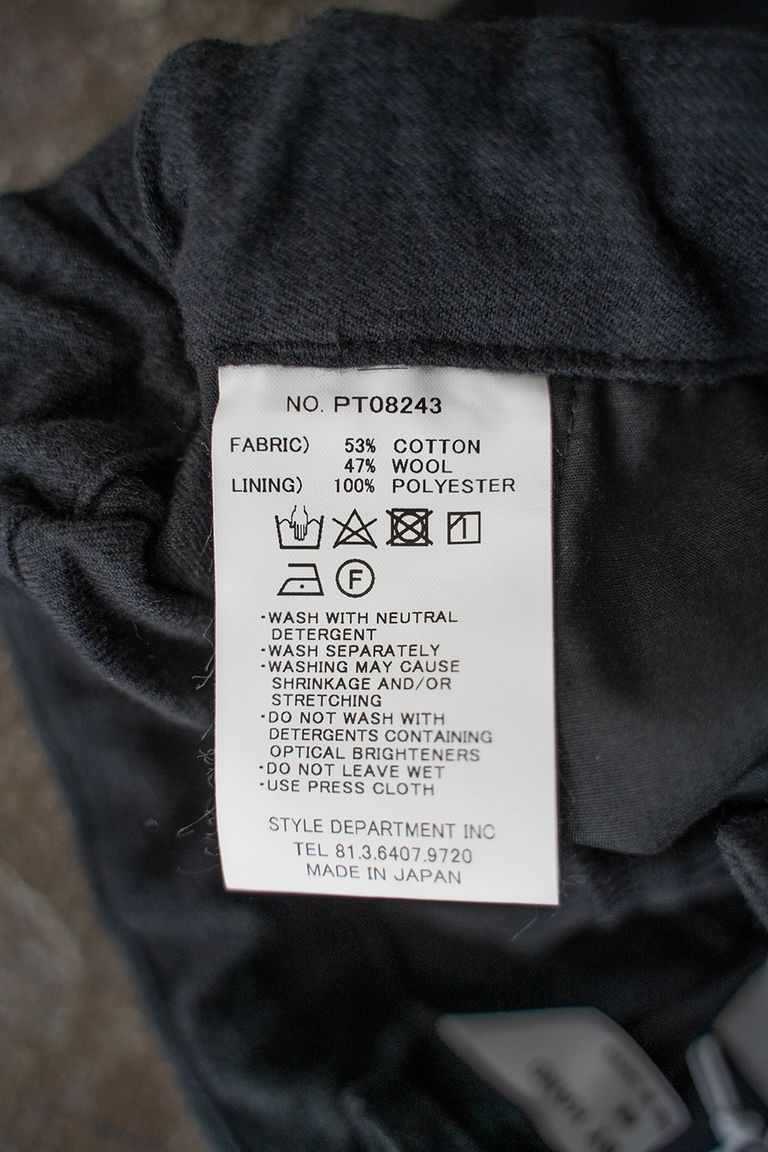 NO. PT08243
FABRIC) 53% COTTON
47% WOOL
LINING) 100% POLYESTER
F
·WASH WITH NEUTRAL
DETERGENT
·WASH SEPARATELY
·WASHING MAY CAUSE
SHRINKAGE AND/OR
STRETCHING
·DO NOT WASH WITH
DETERGENTS CONTAINING
OPTICAL BRIGHTENERS
·DO NOT LEAVE WET
·USE PRESS CLOTH
STYLE DEPARTMENT INC
TEL 81.3.6407.9720
MADE IN JAPAN